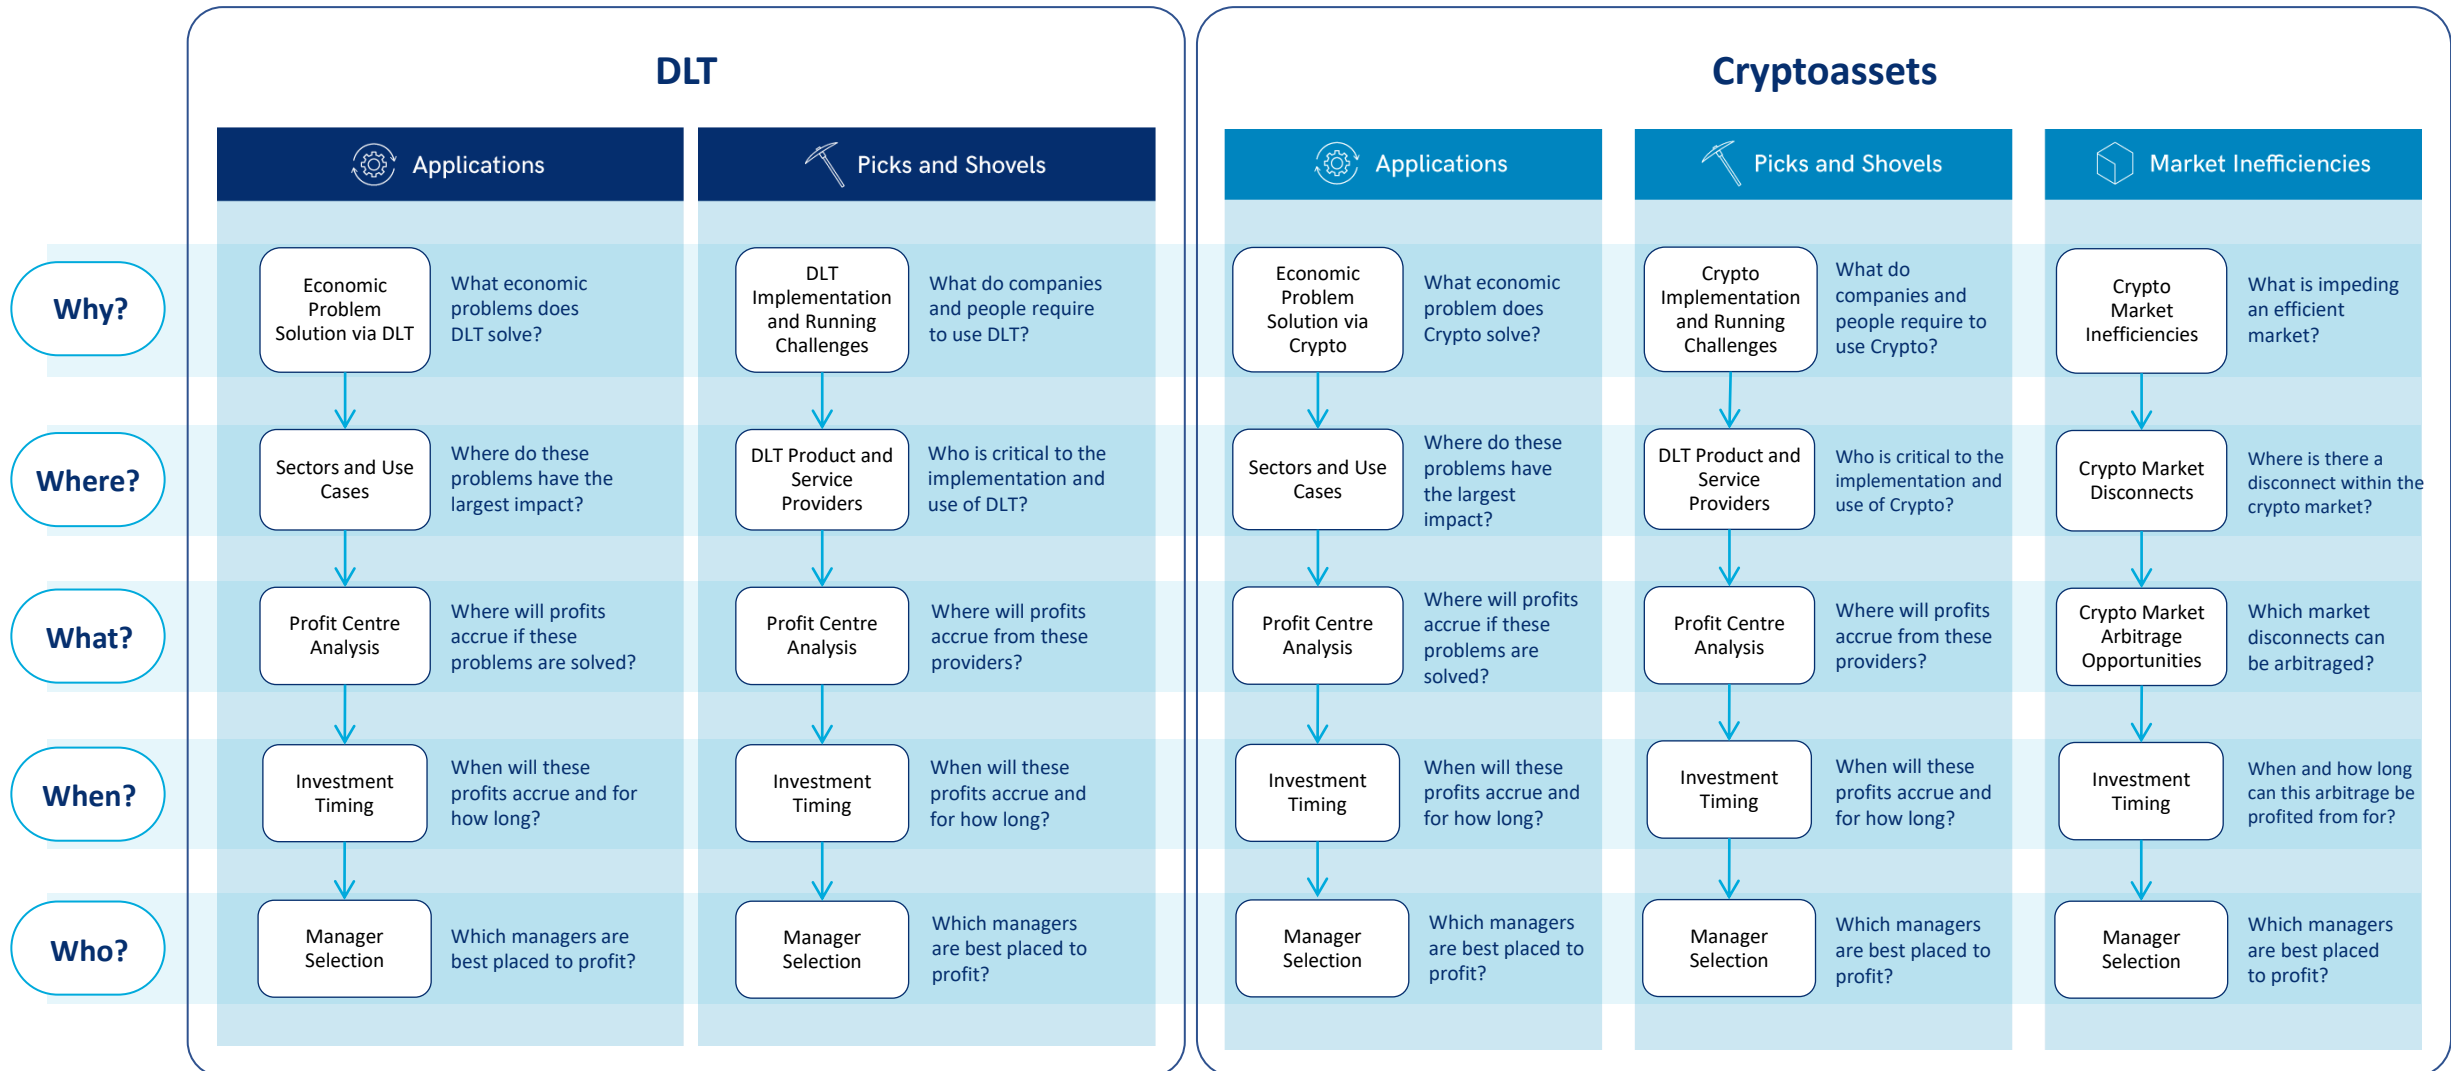 DLT
Cryptoassets
Applications
Picks and Shovels
Applications
Picks and Shovels
Market Inefficiencies
Why?
Economic
Problem
Solution via DLT
What economic
problems does
DLT solve?
DLT
Implementation
and Running
Challenges
What do companies
and people require
to use DLT?
Economic
Problem
Solution via
Crypto
What economic
problem does
Crypto solve?
Crypto
Implementation
and Running
Challenges
What do
companies and
people require to
use Crypto?
Crypto
Market
Inefficiencies
What is impeding
an efficient
market?
Where?
Sectors and Use
Cases
Where do these
problems have the
largest impact?
DLT Product and
Service
Providers
Who is critical to the
implementation and
use of DLT?
Sectors and Use
Cases
Where do these
problems have
the largest
impact?
DLT Product and
Service
Providers
Who is critical to the
implementation and
use of Crypto?
Crypto Market
Disconnects
Where is there a
disconnect within the
crypto market?
What?
Profit Centre
Analysis
Where will profits
accrue if these
problems are solved?
Profit Centre
Analysis
Where will profits
accrue from these
providers?
Profit Centre
Analysis
Where will profits
accrue if these
problems are
solved?
Profit Centre
Analysis
Where will profits
accrue from these
providers?
Crypto Market
Arbitrage
Opportunities
Which market
disconnects can
be arbitraged?
When?
Investment
Timing
When will these
profits accrue and for
how long?
Investment
Timing
When will these
profits accrue and
for how long?
Investment
Timing
When will these
profits accrue and
for how long?
Investment
Timing
When will these
profits accrue and
for how long?
Investment
Timing
When and how long
can this arbitrage be
profited from for?
Who?
Manager
Selection
Which managers are
best placed to profit?
Manager
Selection
Which managers
are best placed to
profit?
Manager
Selection
Which managers
are best placed to
profit?
Manager
Selection
Which managers
are best placed to
profit?
Manager
Selection
Which managers
are best placed
to profit?